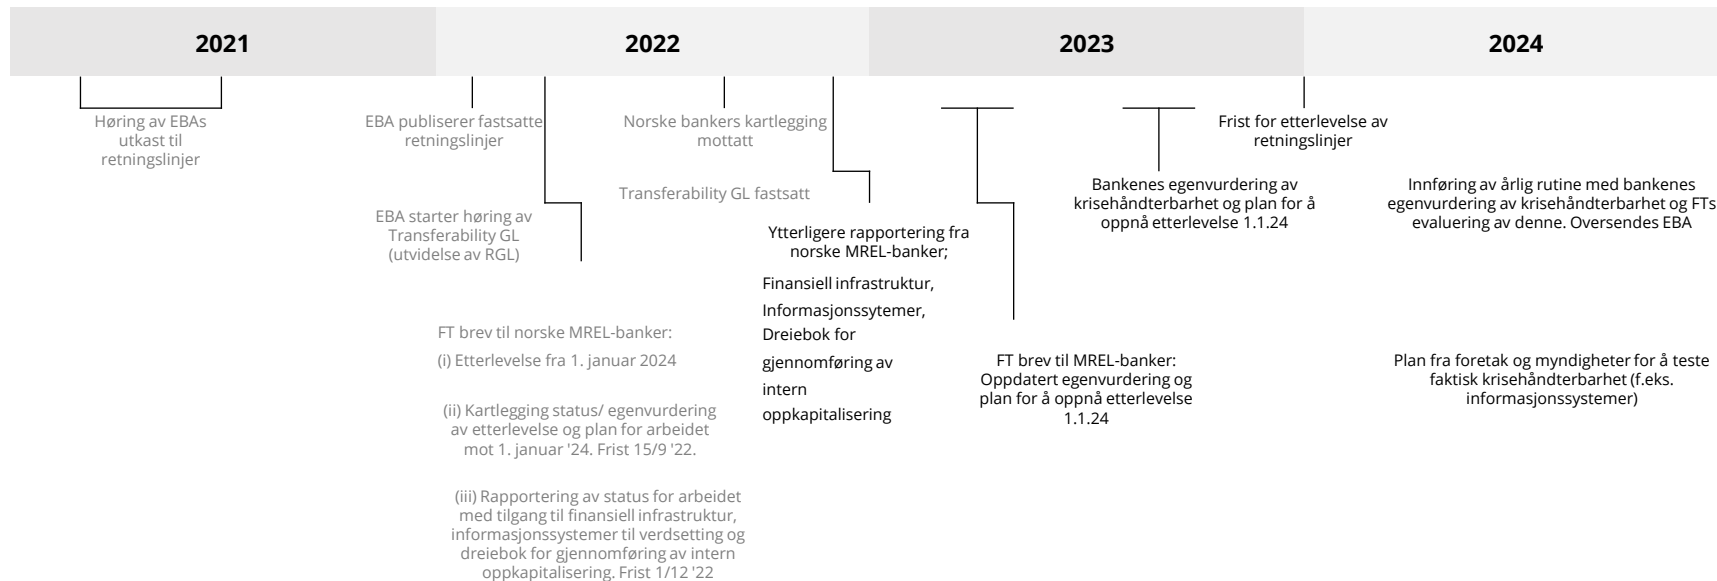 2021
2022
2023
2024
Høring av EBAs
utkast til
retningslinjer
EBA publiserer fastsatte
retningslinjer
EBA starter høring av
Transferability GL
(utvidelse av RGL)
FT brev til norske MREL-banker:
(i) Etterlevelse fra 1. januar 2024
(ii) Kartlegging status/ egenvurdering
av etterlevelse og plan for arbeidet
mot 1. januar '24. Frist 15/9 '22.
(iii) Rapportering av status for arbeidet
med tilgang til finansiell infrastruktur,
informasjonssystemer til verdsetting og
dreiebok for gjennomføring av intern
oppkapitalisering. Frist 1/12 '22
Norske bankers kartlegging
mottatt
Transferability GL fastsatt
Ytterligere rapportering fra
norske MREL-banker;
Finansiell infrastruktur,
Informasjonssytemer,
Dreiebok for
gjennomføring av
intern
oppkapitalisering
FT brev til MREL-banker:
Oppdatert egenvurdering og
plan for å oppnå etterlevelse
1.1.24
Bankenes egenvurdering av
krisehåndterbarhet og plan for å
oppnå etterlevelse 1.1.24
Frist for etterlevelse av
retningslinjer
Innføring av årlig rutine med bankenes
egenvurdering av krisehåndterbarhet og FTs
evaluering av denne. Oversendes EBA
Plan fra foretak og myndigheter for å teste
faktisk krisehåndterbarhet (f.eks.
informasjonssystemer)